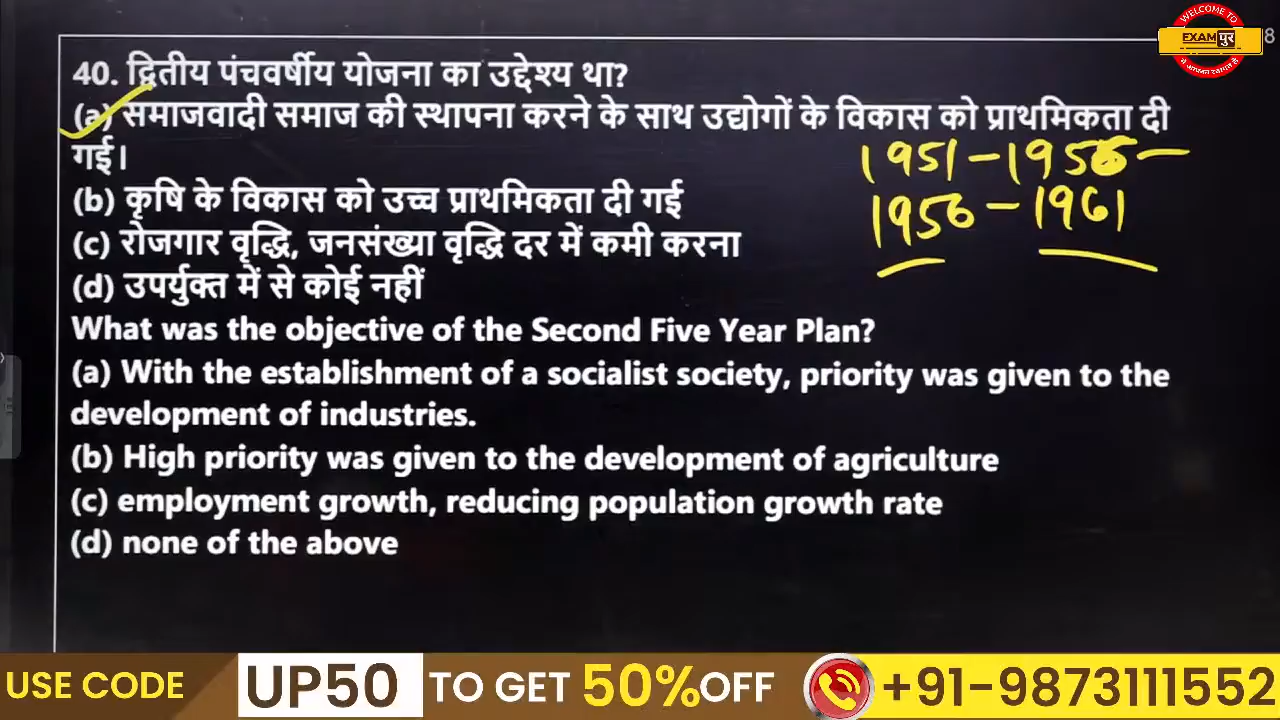 WELCOME TO
EXAMपुर
में आपका स्वागत है
8
40. द्वितीय पंचवर्षीय योजना का उद्देश्य था?
(a) समाजवादी समाज की स्थापना करने के साथ उद्योगों के विकास को प्राथमिकता दी
गई।
1951-1956-
(b) कृषि के विकास को उच्च प्राथमिकता दी गई
1956-1961
(c) रोजगार वृद्धि, जनसंख्या वृद्धि दर में कमी करना
(d) उपर्युक्त में से कोई नहीं
What was the objective of the Second Five Year Plan?
(a) With the establishment of a socialist society, priority was given to the
development of industries.
(b) High priority was given to the development of agriculture
(c) employment growth, reducing population growth rate
(d) none of the above
USE CODE UP50 TO GET 50%OFF +91-9873111552